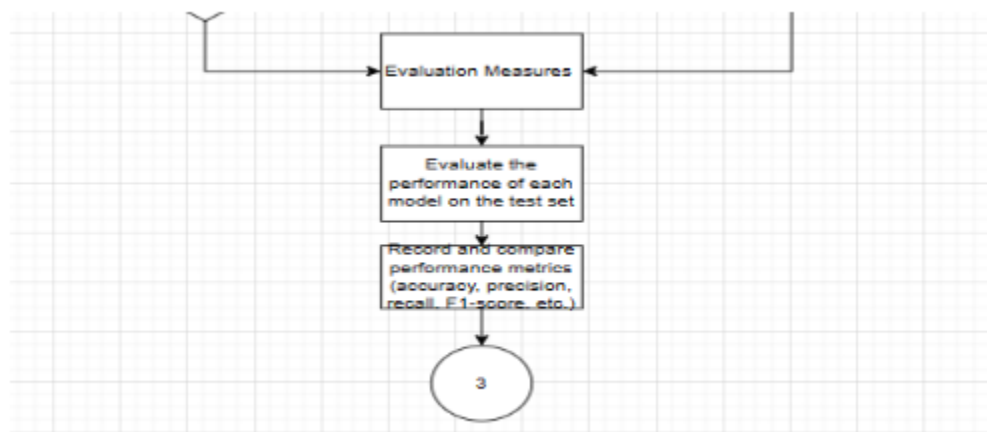 Evaluation Measures
Evaluate the
performance of each
model on the test set
Record and compare
performance metrics
(accuracy, precision,
recall, F1-score, etc.)
3